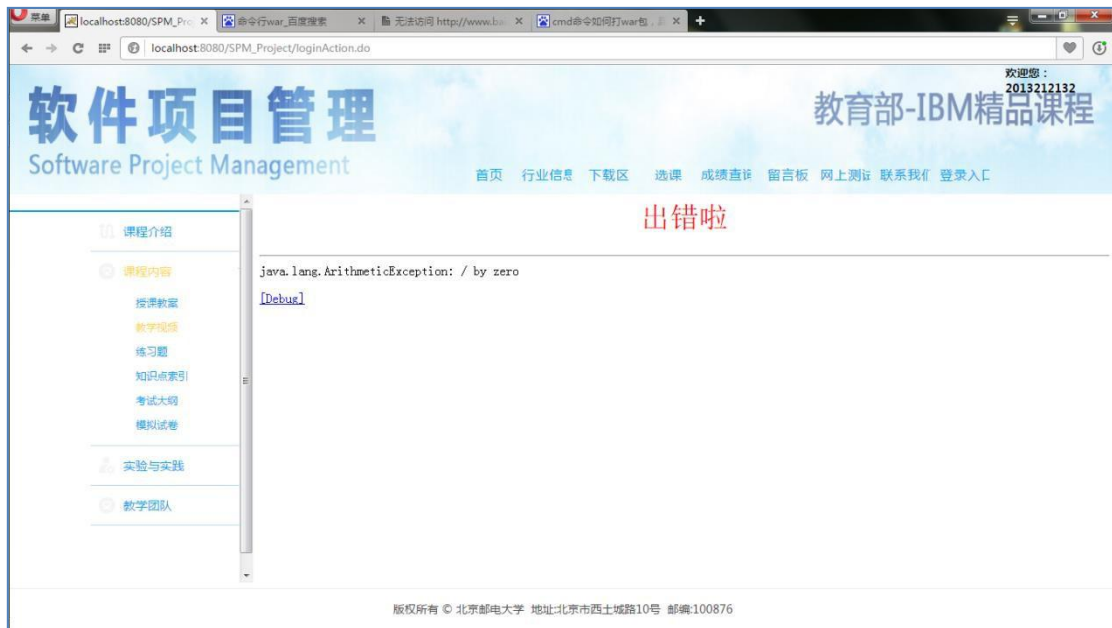 菜单 localhost:8080/SPM_Pro 命令行war_百度搜索 无法访问 http://www.bai cmd命令如何打war包，
localhost:8080/SPM_Project/loginAction.do
欢迎您：
2013212132
软件项目管理
教育部-IBM精品课程
Software Project Management
首页 行业信息 下载区 选课 成绩查询 留言板 网上测试 联系我们 登录入口
出错啦
课程介绍
课程内容
java.lang.ArithmeticException: / by zero
[Debug]
授课教案
教学视频
练习题
知识点索引
考试大纲
模拟试卷
实验与实践
教学团队
版权所有 © 北京邮电大学 地址:北京市西土城路10号 邮编:100876